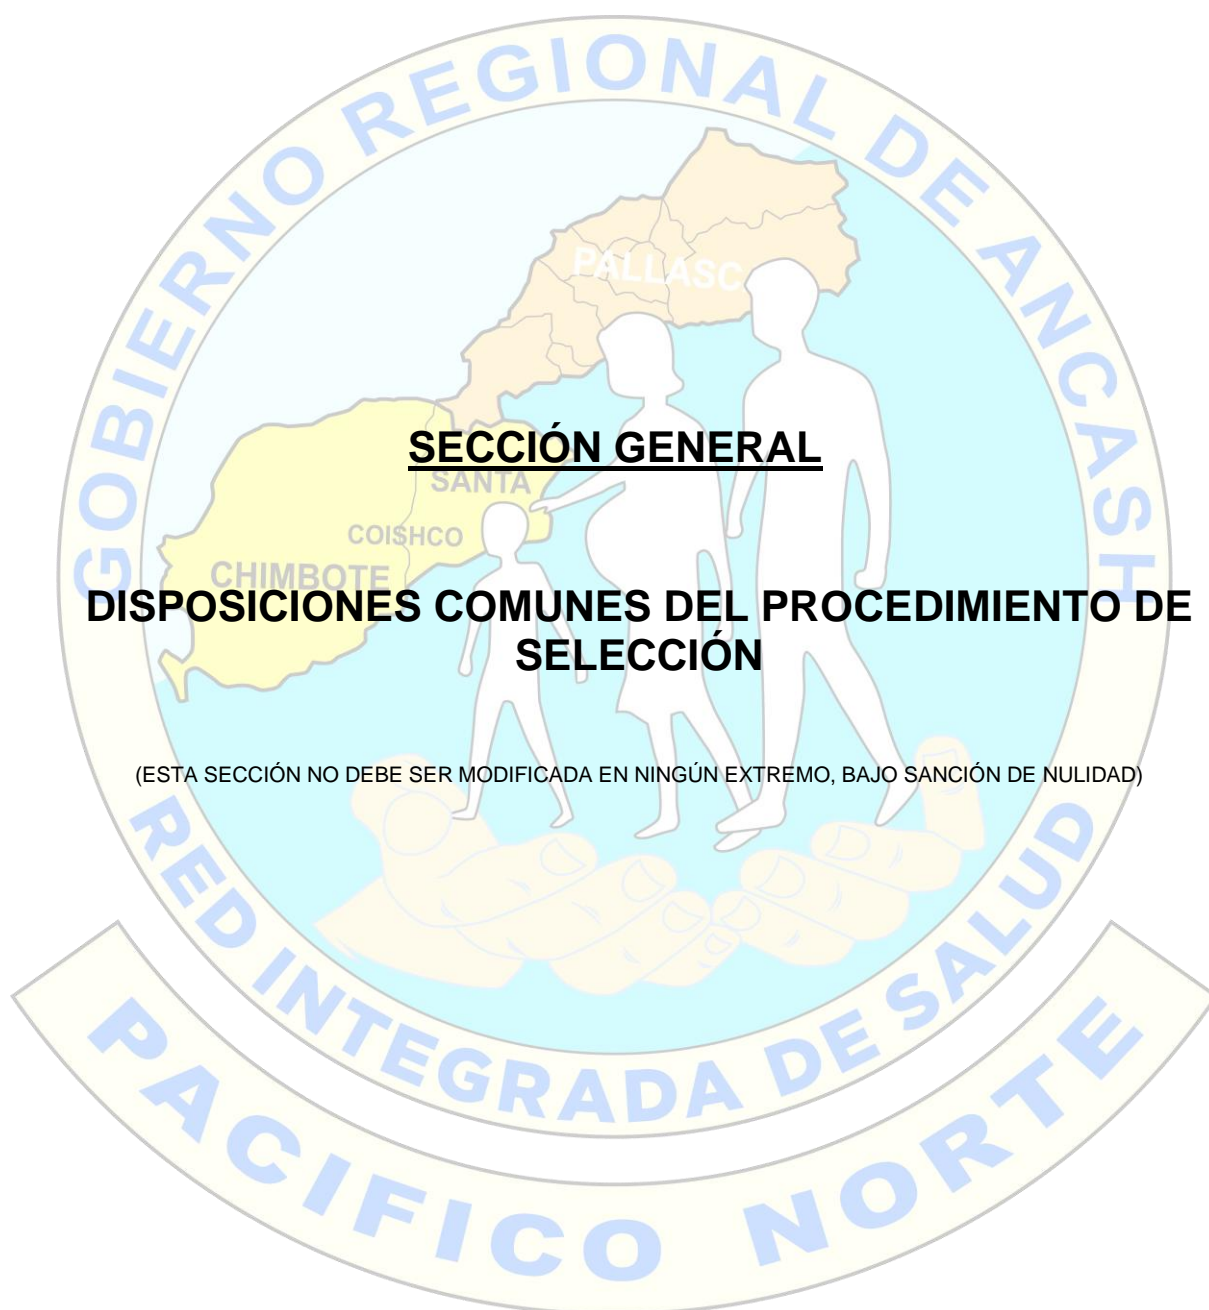 GOBIERNO REGIONAL DE ANCASH
PALLASC
SECCIÓN GENERAL
SANTA
COISHCO
CHIMBOTE
DISPOSICIONES COMUNES DEL PROCEDIMIENTO DE
SELECCIÓN
(ESTA SECCIÓN NO DEBE SER MODIFICADA EN NINGÚN EXTREMO, BAJO SANCIÓN DE NULIDAD)
RED INTEGRADA DE SALUD
PACIFICO NORTE